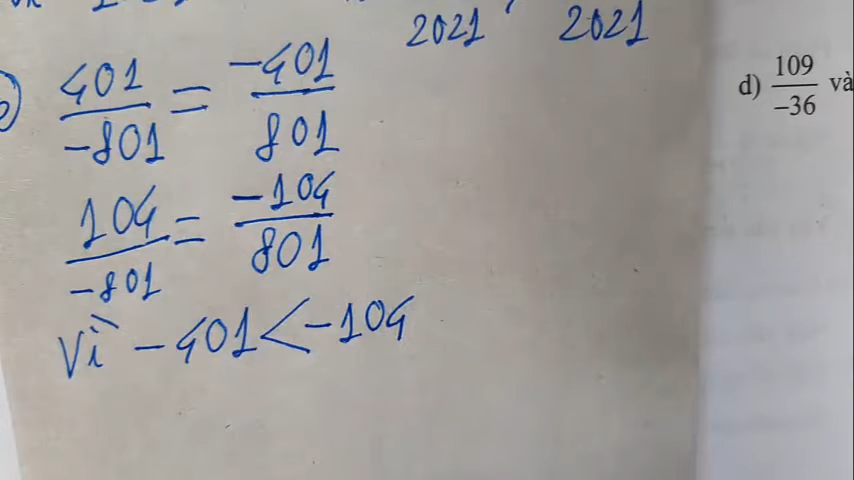 2021 2021
401/-801 = -401/801
104/-801 = -104/801
Vì -401 < -104
d) 109/-36 và